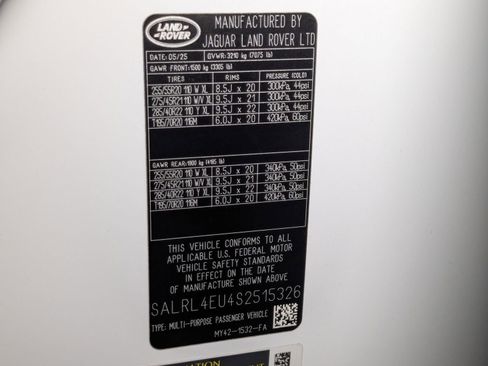 LAND
ROVER
MANUFACTURED BY
JAGUAR LAND ROVER LTD
DATE: 05/25 GVWR: 3210 kg (7075 lb)
GAWR FRONT: 1500 kg (3305 lb)
TIRES RIMS PRESSURE (COLD)
255/55R20 110 W XL 8.5J x 20 300kPa, 44psi
275/45R21 110 W/V XL 9.5J x 21 300kPa, 44psi
285/40R22 110 Y XL 9.5J x 22 300kPa, 44psi
T195/70R20 116M 6.0J x 20 420kPa, 60psi
GAWR REAR: 1900 kg (4185 lb)
255/55R20 110 W XL 8.5J x 20 340kPa, 50psi
275/45R21 110 W/V XL 9.5J x 21 340kPa, 50psi
285/40R22 110 Y XL 9.5J x 22 340kPa, 50psi
T195/70R20 116M 6.0J x 20 420kPa, 60psi
THIS VEHICLE CONFORMS TO ALL
APPLICABLE U.S. FEDERAL MOTOR
VEHICLE SAFETY STANDARDS
IN EFFECT ON THE DATE OF
MANUFACTURE SHOWN ABOVE
SALRL4EU4S2515326
TYPE: MULTI-PURPOSE PASSENGER VEHICLE
MY42-1532-FA